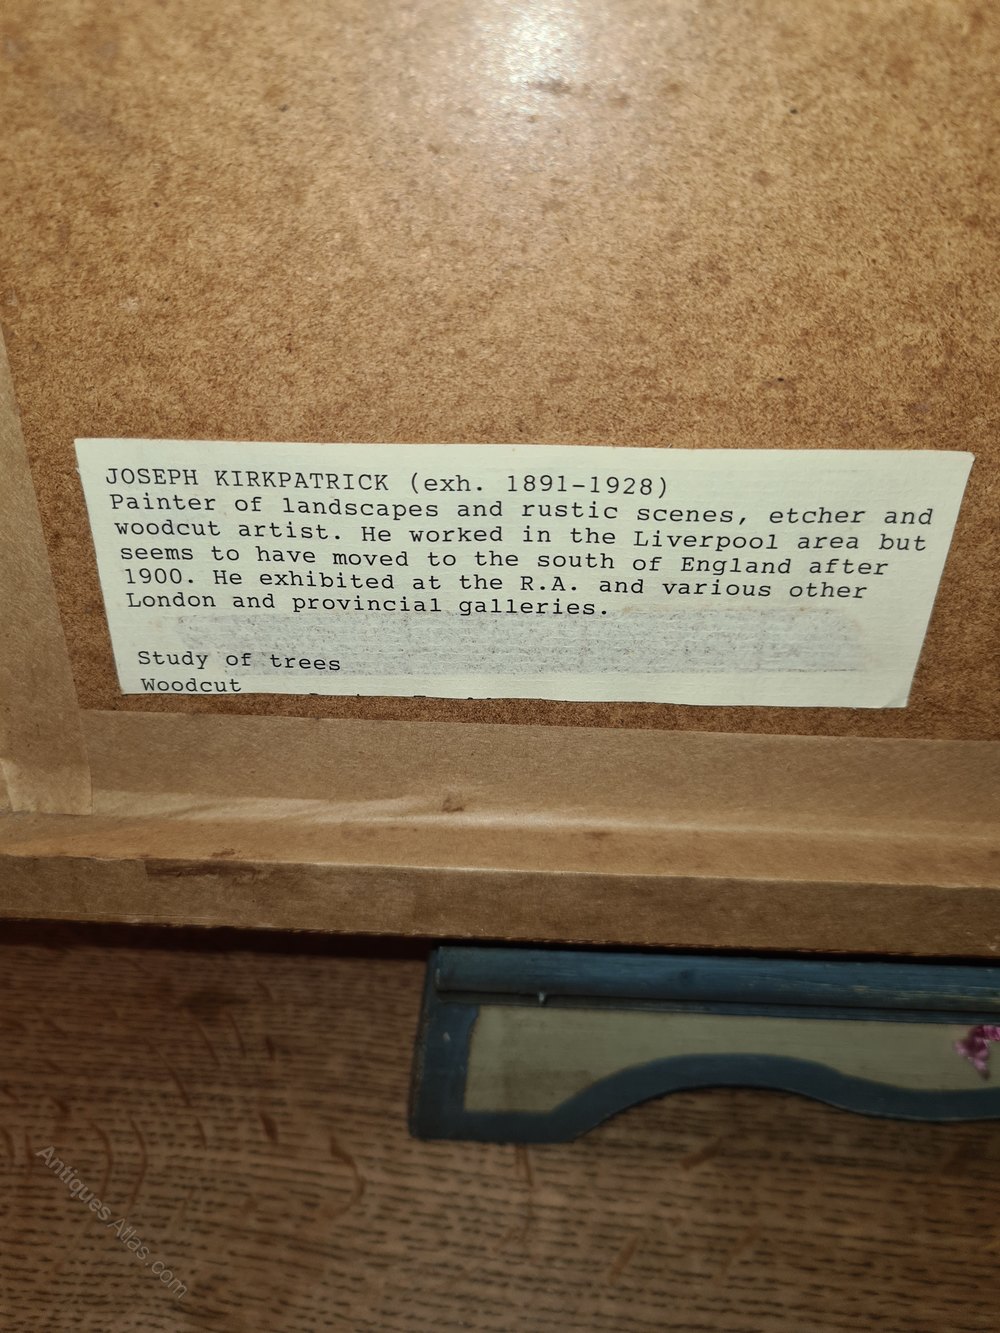 JOSEPH KIRKPATRICK (exh. 1891-1928)
Painter of landscapes and rustic scenes, etcher and
woodcut artist. He worked in the Liverpool area but
seems to have moved to the south of England after
1900. He exhibited at the R.A. and various other
London and provincial galleries.
Study of trees
Woodcut
Antiques Atlas.com